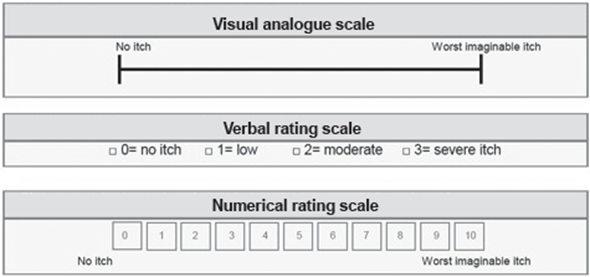 Visual analogue scale
No itch Worst imaginable itch
Verbal rating scale
0= no itch 1= low 2= moderate 3= severe itch
Numerical rating scale
0 1 2 3 4 5 6 7 8 9 10
No itch Worst imaginable itch